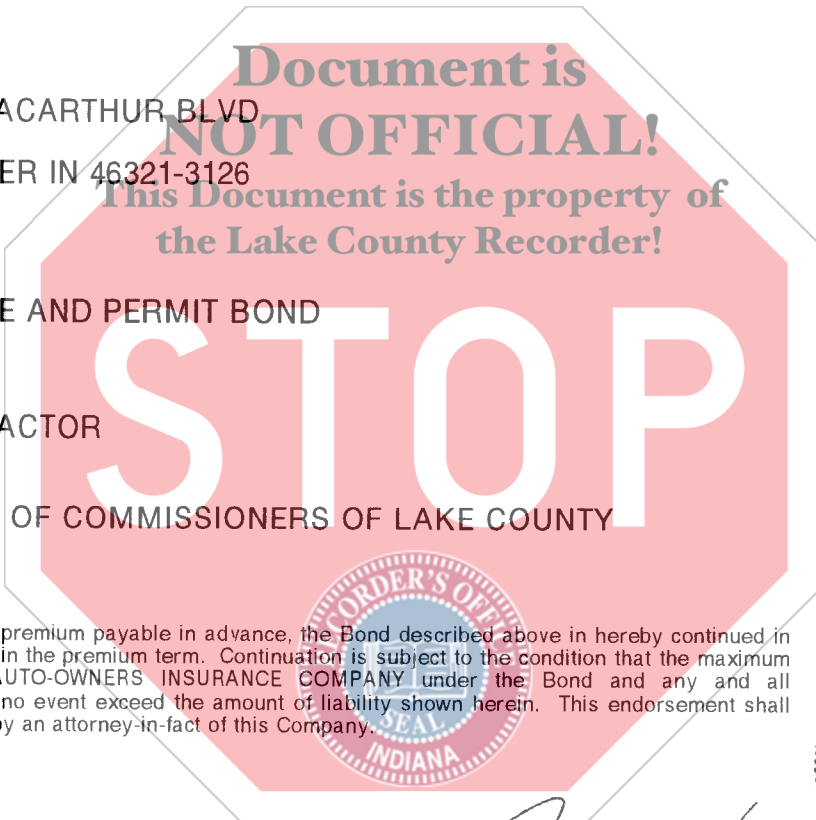 Document is
ACARTHUR BLVD
NOT OFFICIAL!
ER IN 46321-3126
This Document is the property of
the Lake County Recorder!
E AND PERMIT BOND
STOP
ACTOR
OF COMMISSIONERS OF LAKE COUNTY
RECORDER'S OFFICE
premium payable in advance, the Bond described above in hereby continued in
in the premium term. Continuation is subject to the condition that the maximum
AUTO-OWNERS INSURANCE COMPANY under the Bond and any and all
no event exceed the amount of liability shown herein. This endorsement shall
by an attorney-in-fact of this Company.
SEAL
INDIANA